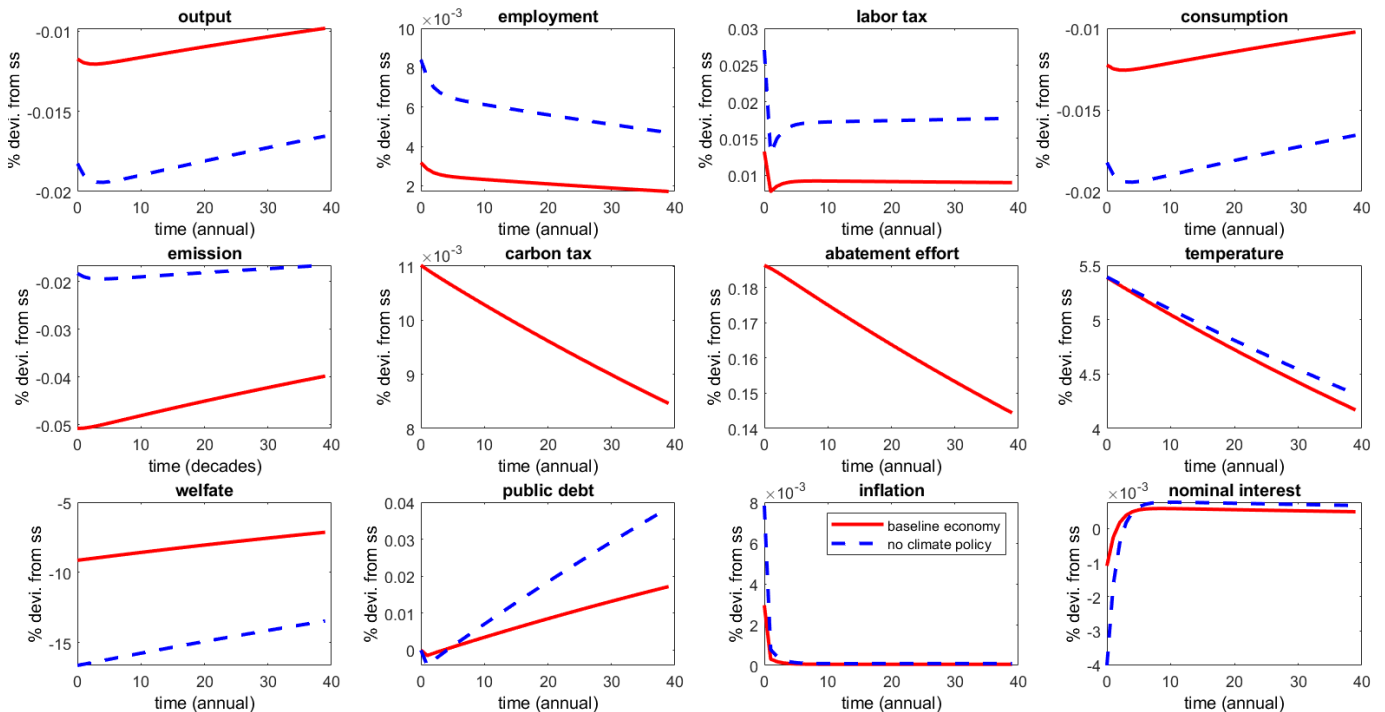 output
% devi. from ss
-0.01
-0.015
-0.02
0 10 20 30 40
time (annual)
employment
×10⁻³
% devi. from ss
10
8
6
4
2
0 10 20 30 40
time (annual)
labor tax
% devi. from ss
0.03
0.025
0.02
0.015
0.01
0 10 20 30 40
time (annual)
consumption
% devi. from ss
-0.01
-0.015
-0.02
0 10 20 30 40
time (annual)
emission
% devi. from ss
-0.02
-0.03
-0.04
-0.05
0 10 20 30 40
time (decades)
carbon tax
×10⁻³
% devi. from ss
11
10
9
8
0 10 20 30 40
time (annual)
abatement effort
% devi. from ss
0.18
0.17
0.16
0.15
0.14
0 10 20 30 40
time (annual)
temperature
% devi. from ss
5.5
5
4.5
4
0 10 20 30 40
time (annual)
welfate
% devi. from ss
-5
-10
-15
0 10 20 30 40
time (annual)
public debt
% devi. from ss
0.04
0.03
0.02
0.01
0
0 10 20 30 40
time (annual)
inflation
×10⁻³
% devi. from ss
8
6
4
2
0
0 10 20 30 40
time (annual)
baseline economy
no climate policy
nominal interest
×10⁻³
% devi. from ss
0
-1
-2
-3
-4
0 10 20 30 40
time (annual)